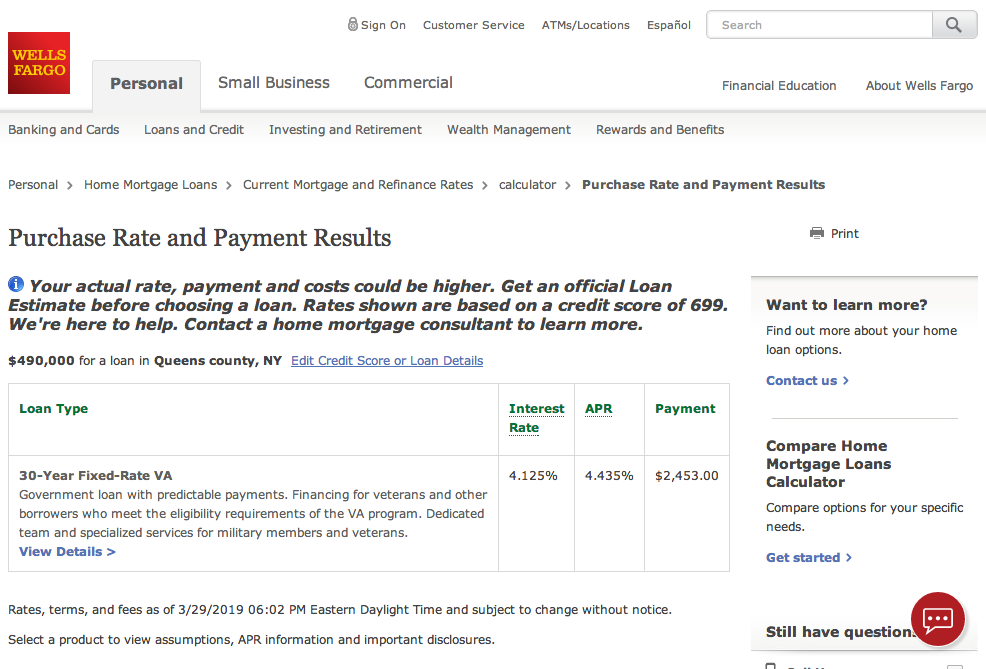 Sign On Customer Service ATMs/Locations Español Search
WELLS
FARGO
Personal Small Business Commercial Financial Education About Wells Fargo
Banking and Cards Loans and Credit Investing and Retirement Wealth Management Rewards and Benefits
Personal > Home Mortgage Loans > Current Mortgage and Refinance Rates > calculator > Purchase Rate and Payment Results
Purchase Rate and Payment Results
Print
Your actual rate, payment and costs could be higher. Get an official Loan
Estimate before choosing a loan. Rates shown are based on a credit score of 699.
We're here to help. Contact a home mortgage consultant to learn more.
$490,000 for a loan in Queens county, NY Edit Credit Score or Loan Details
Loan Type Interest Rate APR Payment
30-Year Fixed-Rate VA 4.125% 4.435% $2,453.00
Government loan with predictable payments. Financing for veterans and other
borrowers who meet the eligibility requirements of the VA program. Dedicated
team and specialized services for military members and veterans.
View Details >
Rates, terms, and fees as of 3/29/2019 06:02 PM Eastern Daylight Time and subject to change without notice.
Select a product to view assumptions, APR information and important disclosures.
Want to learn more?
Find out more about your home
loan options.
Contact us >
Compare Home
Mortgage Loans
Calculator
Compare options for your specific
needs.
Get started >
Still have question